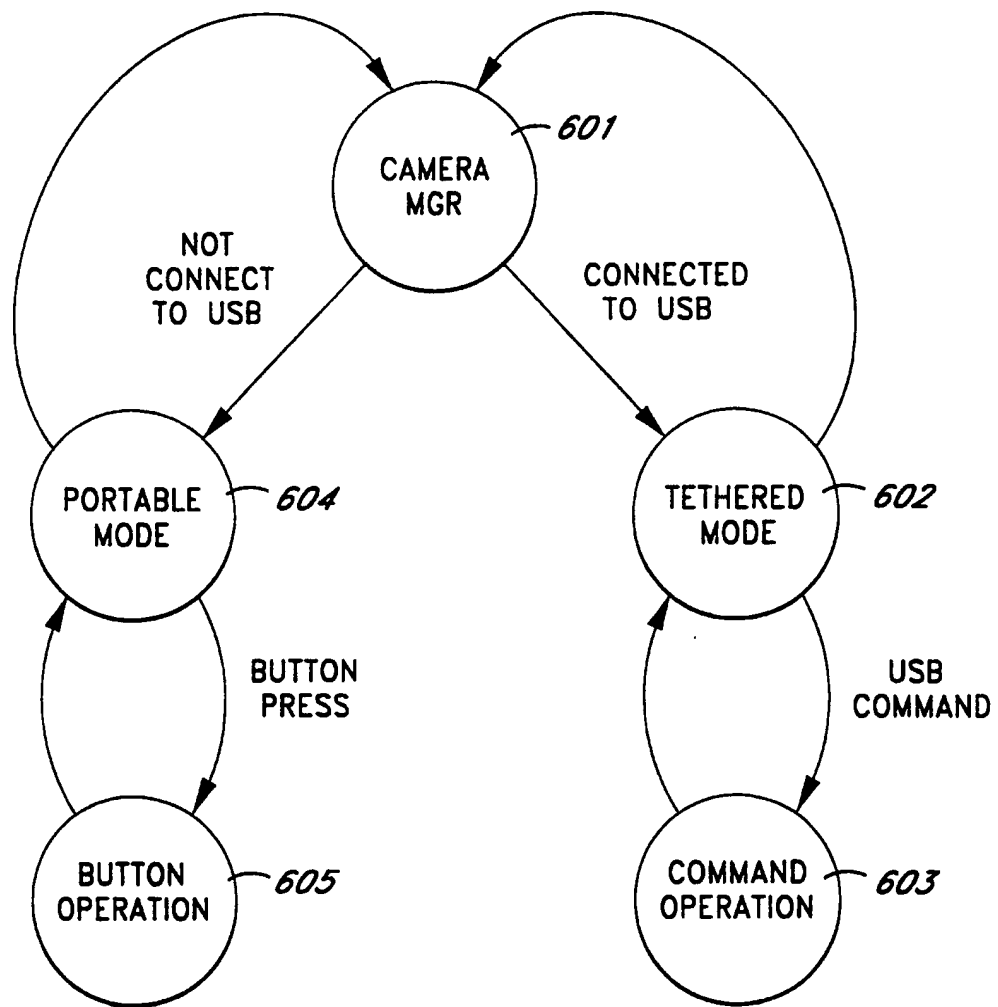 601
CAMERA
MGR
NOT
CONNECT
TO USB
CONNECTED
TO USB
PORTABLE
MODE
604
TETHERED
MODE
602
BUTTON
PRESS
USB
COMMAND
BUTTON
OPERATION
605
COMMAND
OPERATION
603